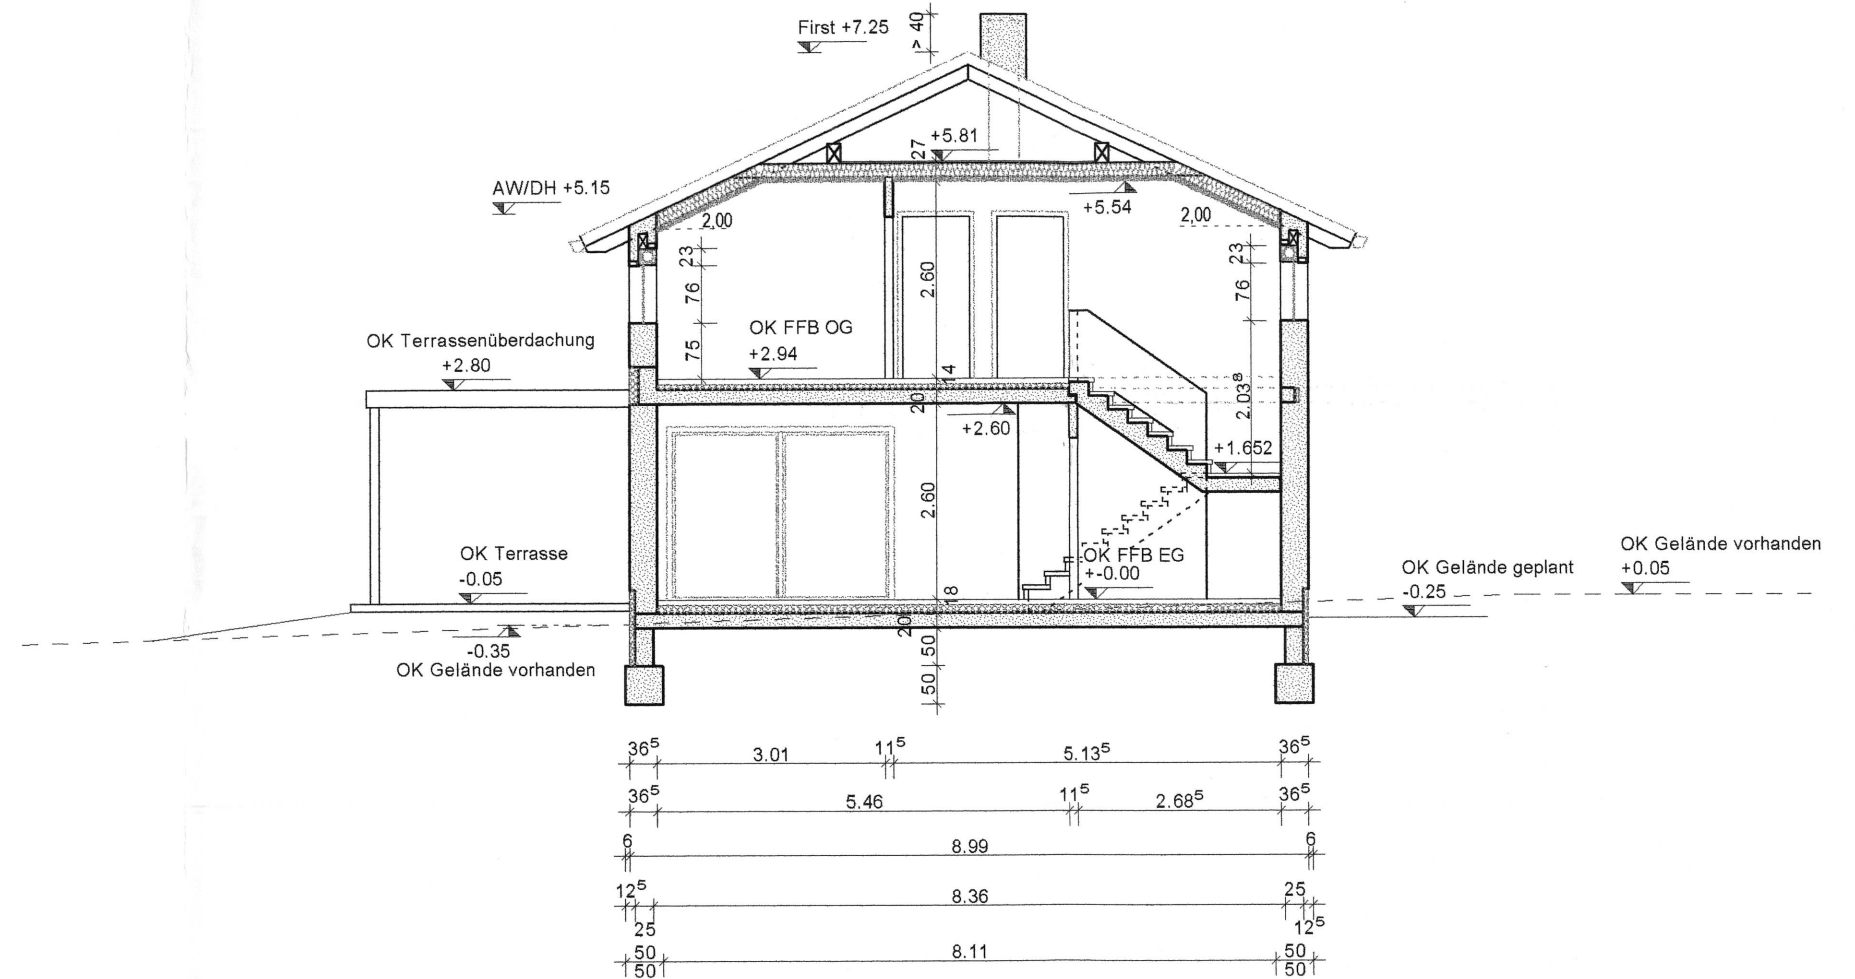 > 40
First +7.25
27
+5.81
AW/DH +5.15
+5.54
2,00
2,00
23
23
76
2.60
76
OK FFB OG
+2.94
OK Terrassenüberdachung
+2.80
75
14
20
2.03⁸
+2.60
+1.652
2.60
OK Terrasse
-0.05
OK FFB EG
+-0.00
OK Gelände vorhanden
+0.05
OK Gelände geplant
-0.25
18
20
-0.35
OK Gelände vorhanden
50
50
36⁵ 3.01 11⁵ 5.13⁵ 36⁵
36⁵ 5.46 11⁵ 2.68⁵ 36⁵
6 8.99 6
12⁵ 8.36 25
25 12⁵
50 8.11 50
50 50